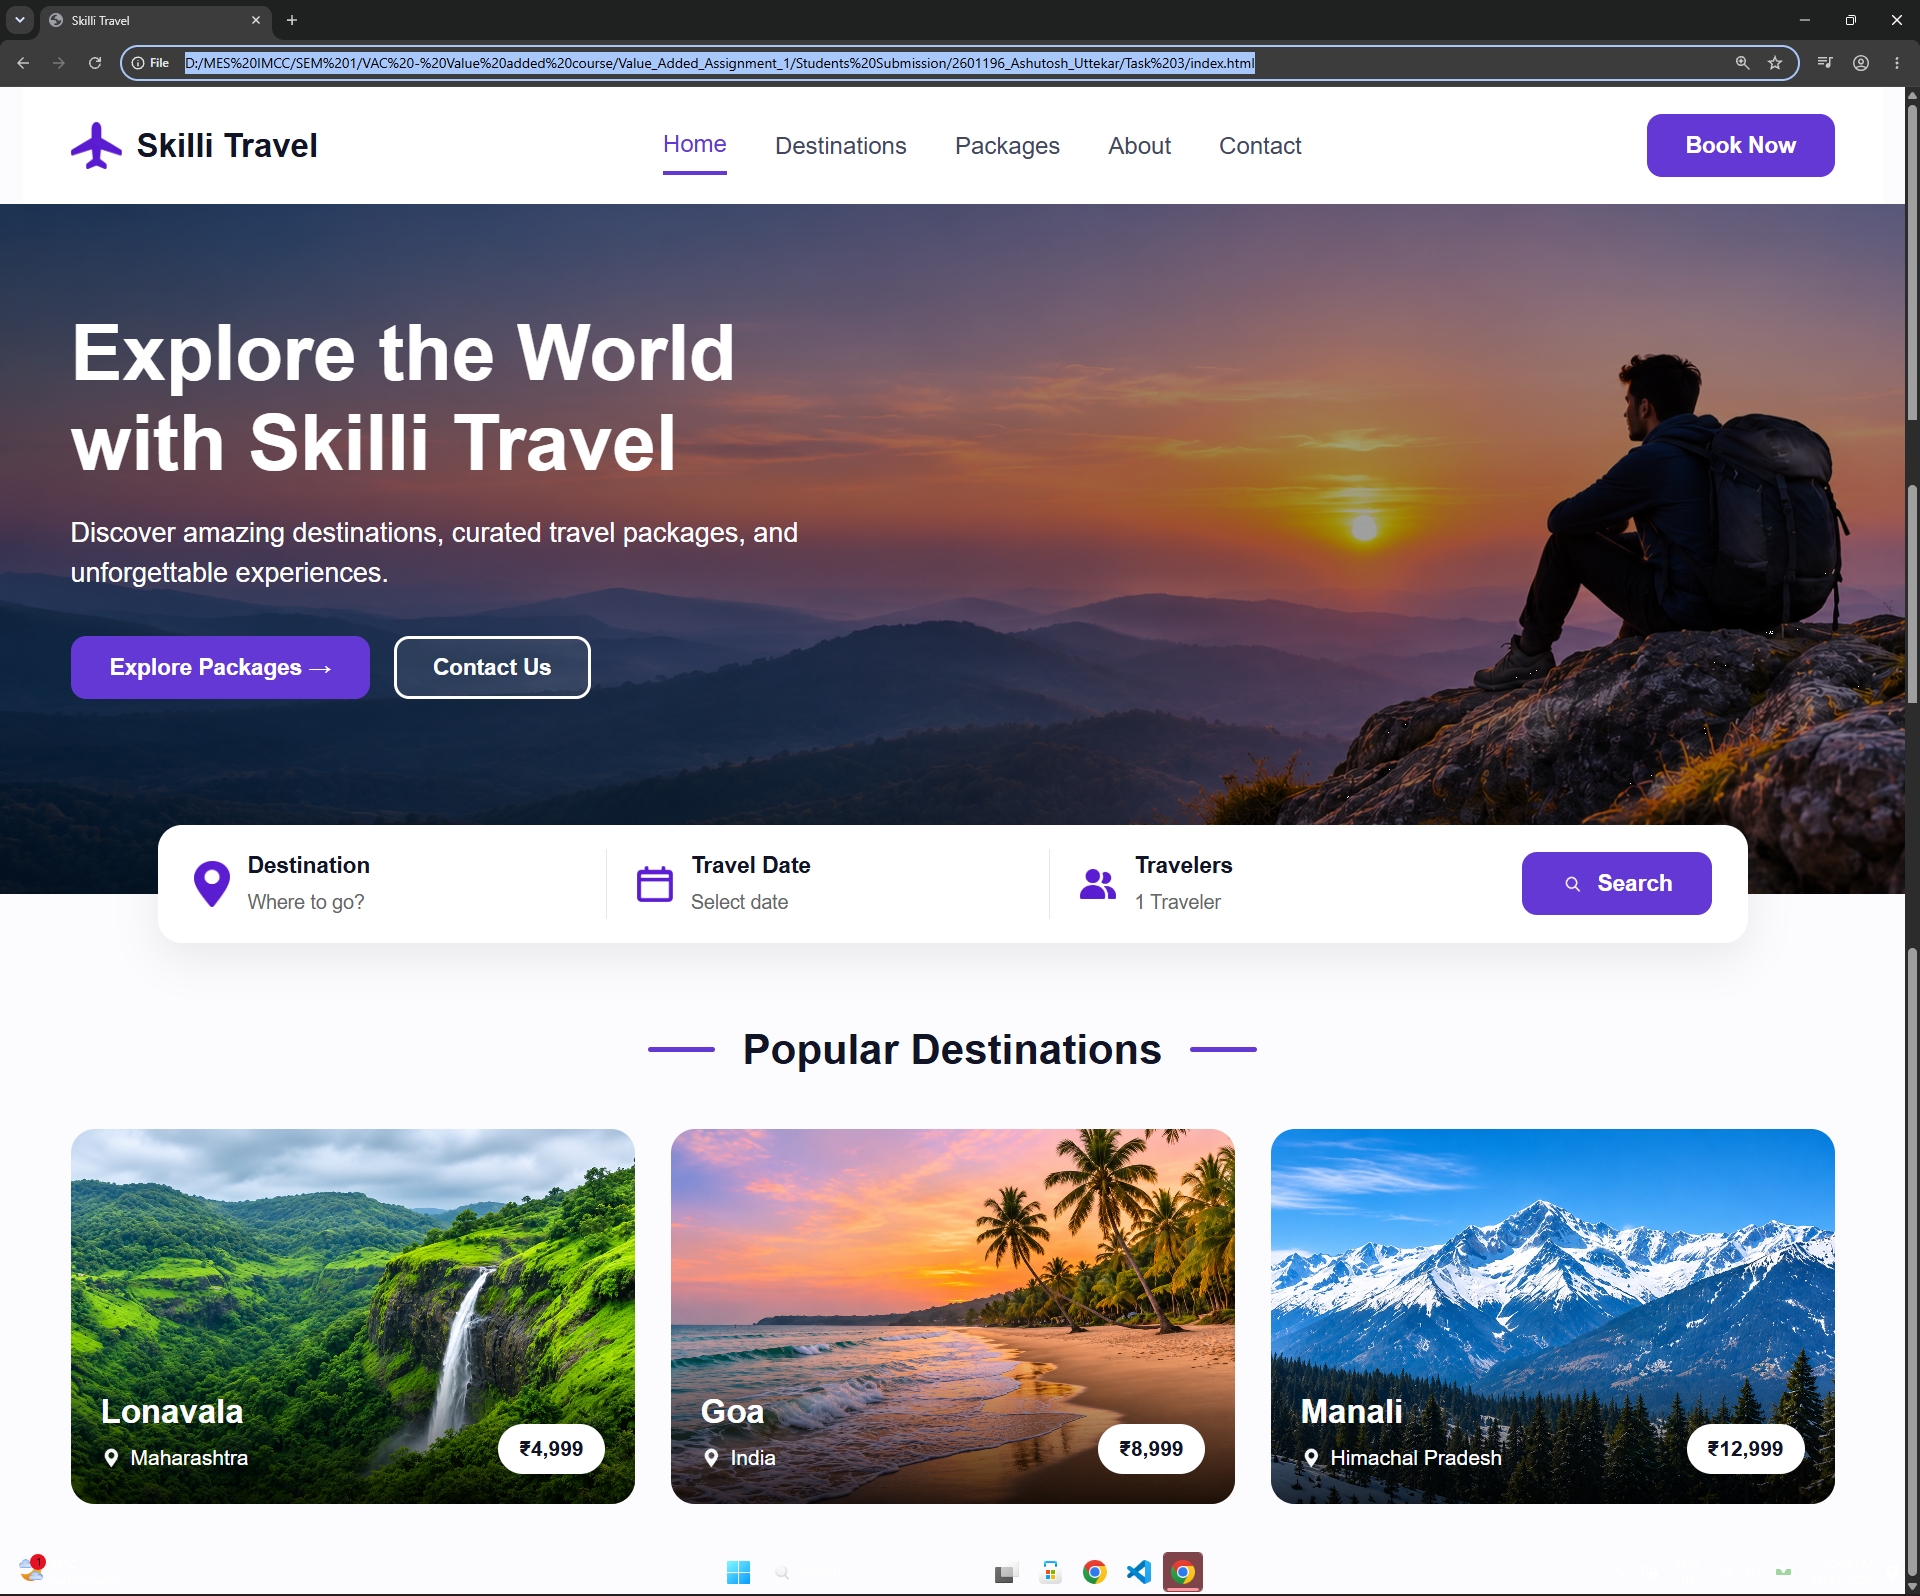 Skilli Travel
File D:/MES%20IMCC/SEM%201/VAC%20-%20Value%20added%20course/Value_Added_Assignment_1/Students%20Submission/2601196_Ashutosh_Uttekar/Task%203/index.html
Skilli Travel
Home Destinations Packages About Contact
Book Now
Explore the World
with Skilli Travel
Discover amazing destinations, curated travel packages, and
unforgettable experiences.
Explore Packages → Contact Us
Destination
Where to go?
Travel Date
Select date
Travelers
1 Traveler
Search
Popular Destinations
Lonavala
Maharashtra
₹4,999
Goa
India
₹8,999
Manali
Himachal Pradesh
₹12,999
1